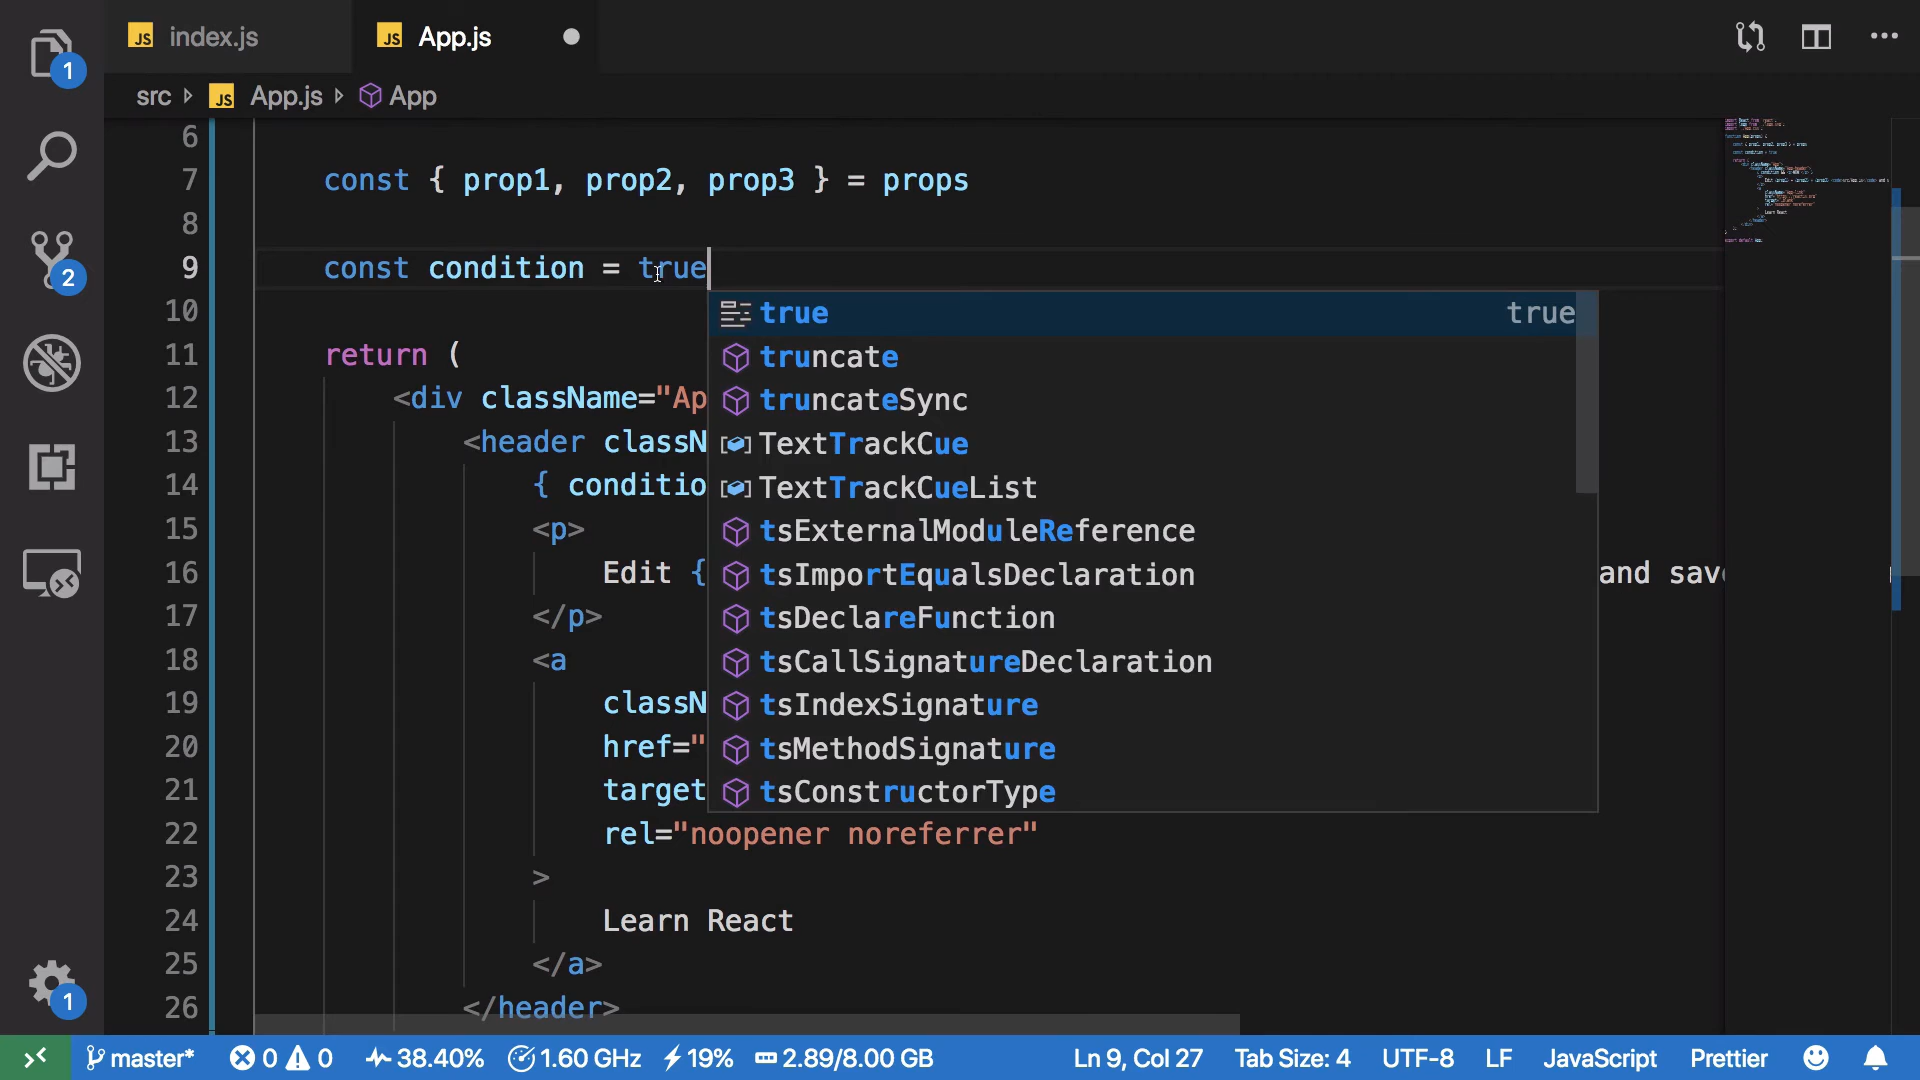 JS index.js
JS App.js
1
src JS App.js App
6
7 const { prop1, prop2, prop3 } = props
8
9 const condition = true
10
true true
11 return (
truncate
12 <div className="Ap
truncateSync
13 <header classN
TextTrackCue
14 { conditio
TextTrackCueList
15 <p>
tsExternalModuleReference
16 Edit {
tsImportEqualsDeclaration
and sav
17 </p>
tsDeclareFunction
18 <a
tsCallSignatureDeclaration
19 classN
tsIndexSignature
20 href="
tsMethodSignature
21 target
tsConstructorType
22 rel="noopener noreferrer"
23 >
24 Learn React
25 </a>
26 </header>
2
1
master* 0 0 38.40% 1.60 GHz 19% 2.89/8.00 GB Ln 9, Col 27 Tab Size: 4 UTF-8 LF JavaScript Prettier